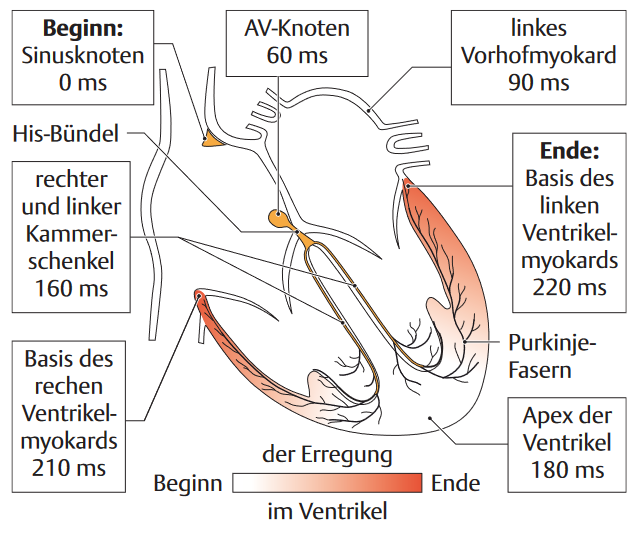 Beginn:
Sinusknoten
0 ms
AV-Knoten
60 ms
linkes
Vorhofmyokard
90 ms
His-Bündel
rechter
und linker
Kammer-
schenkel
160 ms
Ende:
Basis des
linken
Ventrikel-
myokards
220 ms
Basis des
rechen
Ventrikel-
myokards
210 ms
Purkinje-
Fasern
Apex der
Ventrikel
180 ms
der Erregung
Beginn Ende
im Ventrikel